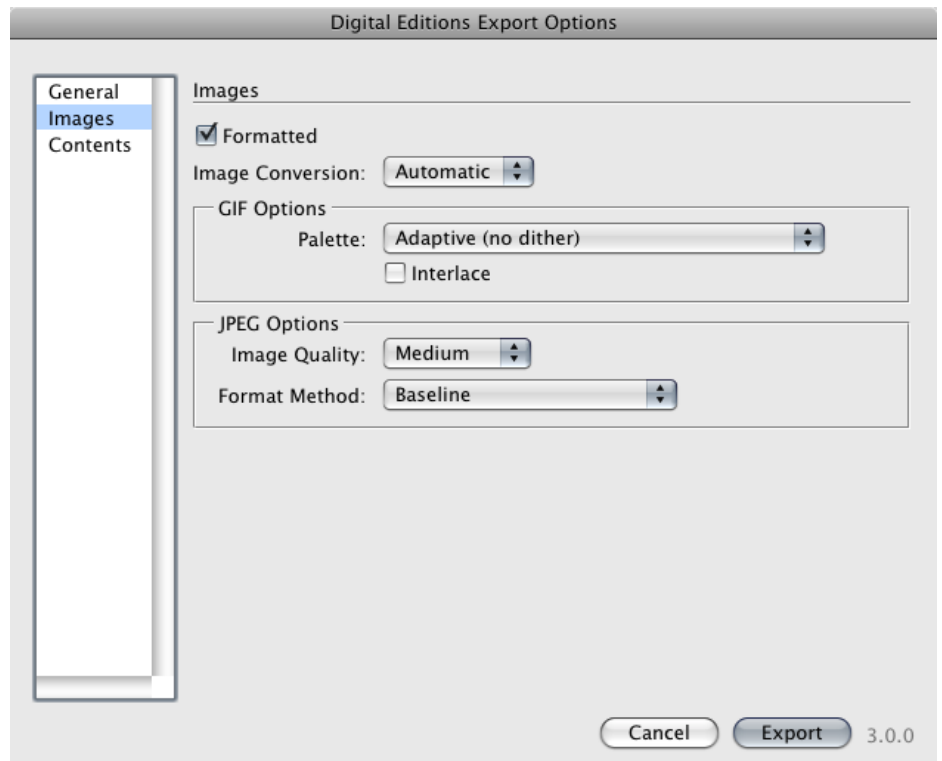 Digital Editions Export Options
General
Images
Contents
Images
Formatted
Image Conversion: Automatic
GIF Options
Palette: Adaptive (no dither)
Interlace
JPEG Options
Image Quality: Medium
Format Method: Baseline
Cancel Export 3.0.0